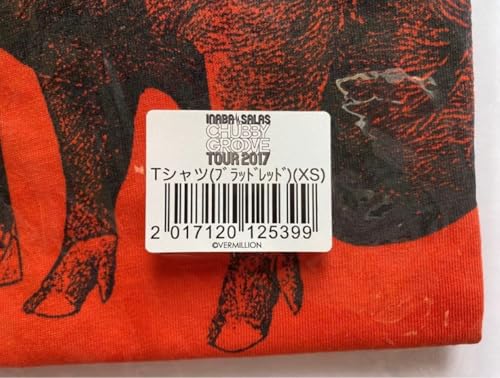 INABA SALAS
CHUBBY
GROOVE
TOUR 2017
Tシャツ(ﾌﾞﾗｯﾄﾞﾚｯﾄﾞ)(XS)
2 017120 125399
©VERMILLION